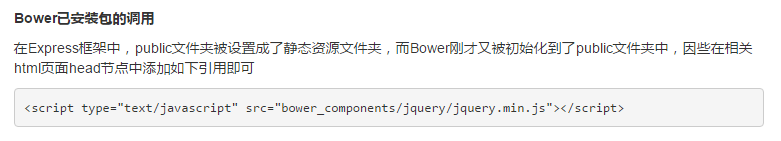 Bower已安装包的调用
在Express框架中，public文件夹被设置成了静态资源文件夹，而Bower刚才又被初始化到了public文件夹中，因些在相关
html页面head节点中添加如下引用即可
<script type="text/javascript" src="bower_components/jquery/jquery.min.js"></script>